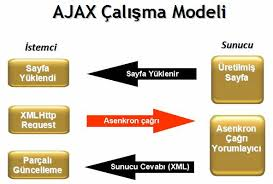 AJAX Çalışma Modeli
İstemci
Sunucu
Sayfa
Yüklendi
Sayfa Yüklenir
Üretilmiş
Sayfa
XMLHttp
Request
Asenkron çağrı
Asenkron
Çağrı
Yorumlayıcı
Parçalı
Güncelleme
Sunucu Cevabı (XML)